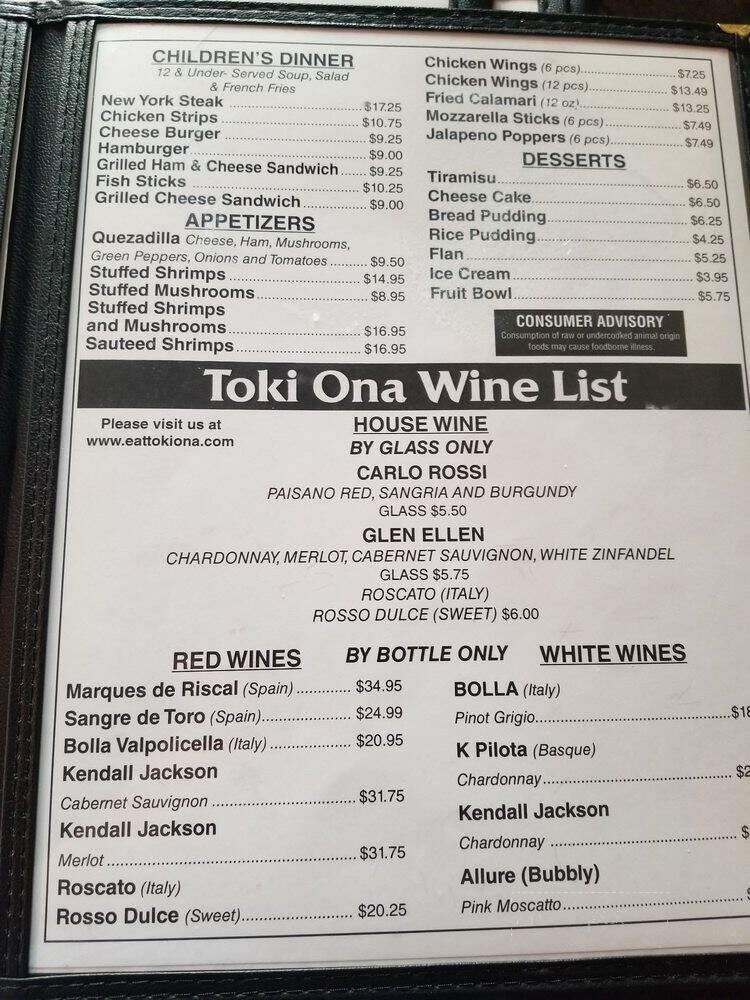 CHILDREN'S DINNER
12 & Under- Served Soup, Salad
& French Fries
New York Steak ........ $17.25
Chicken Strips ........ $10.75
Cheese Burger ........ $9.25
Hamburger........ $9.00
Grilled Ham & Cheese Sandwich ........ $9.25
Fish Sticks ........ $10.25
Grilled Cheese Sandwich........ $9.00
APPETIZERS
Quezadilla Cheese, Ham, Mushrooms,
Green Peppers, Onions and Tomatoes ........ $9.50
Stuffed Shrimps ........ $14.95
Stuffed Mushrooms ........ $8.95
Stuffed Shrimps
and Mushrooms ........ $16.95
Sauteed Shrimps ........ $16.95
Chicken Wings (6 pcs)........ $7.25
Chicken Wings (12 pcs)........ $13.49
Fried Calamari (12 oz)........ $13.25
Mozzarella Sticks (6 pcs)........ $7.49
Jalapeno Poppers (6 pc)........ $7.49
DESSERTS
Tiramisu ........ $6.50
Cheese Cake ........ $6.50
Bread Pudding ........ $6.25
Rice Pudding ........ $4.25
Flan ........ $5.25
Ice Cream ........ $3.95
Fruit Bowl ........ $5.75
CONSUMER ADVISORY
Consumption of raw or undercooked animal origin
foods may cause foodborne illness.
Toki Ona Wine List
Please visit us at
www.eattokiona.com
HOUSE WINE
BY GLASS ONLY
CARLO ROSSI
PAISANO RED, SANGRIA AND BURGUNDY
GLASS $5.50
GLEN ELLEN
CHARDONNAY, MERLOT, CABERNET SAUVIGNON, WHITE ZINFANDEL
GLASS $5.75
ROSCATO (ITALY)
ROSSO DULCE (SWEET) $6.00
RED WINES BY BOTTLE ONLY WHITE WINES
Marques de Riscal (Spain) ........ $34.95
Sangre de Toro (Spain)........ $24.99
Bolla Valpolicella (Italy) ........ $20.95
Kendall Jackson
Cabernet Sauvignon ........ $31.75
Kendall Jackson
Merlot ........ $31.75
Roscato (Italy)
Rosso Dulce (Sweet)........ $20.25
BOLLA (Italy)
Pinot Grigio........ $18
K Pilota (Basque)
Chardonnay........ $2
Kendall Jackson
Chardonnay ........ $
Allure (Bubbly)
Pink Moscatto........ $